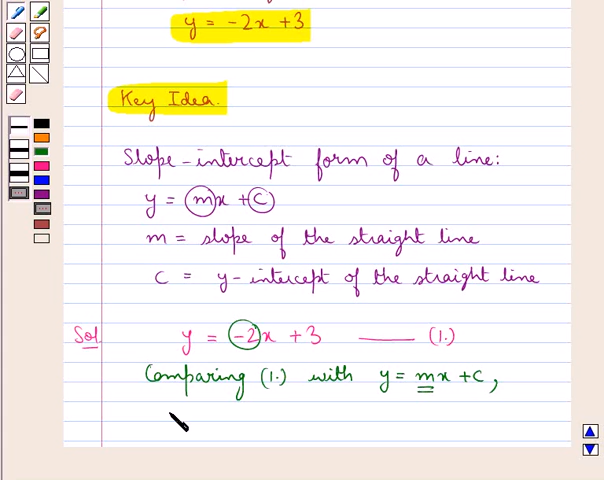 y = -2x +3
Key Idea.
Slope-intercept form of a line:
y = mx + c
m = slope of the straight line
c = y-intercept of the straight line
Sol y = -2x +3 —— (1.)
Comparing (1.) with y = mx + c,